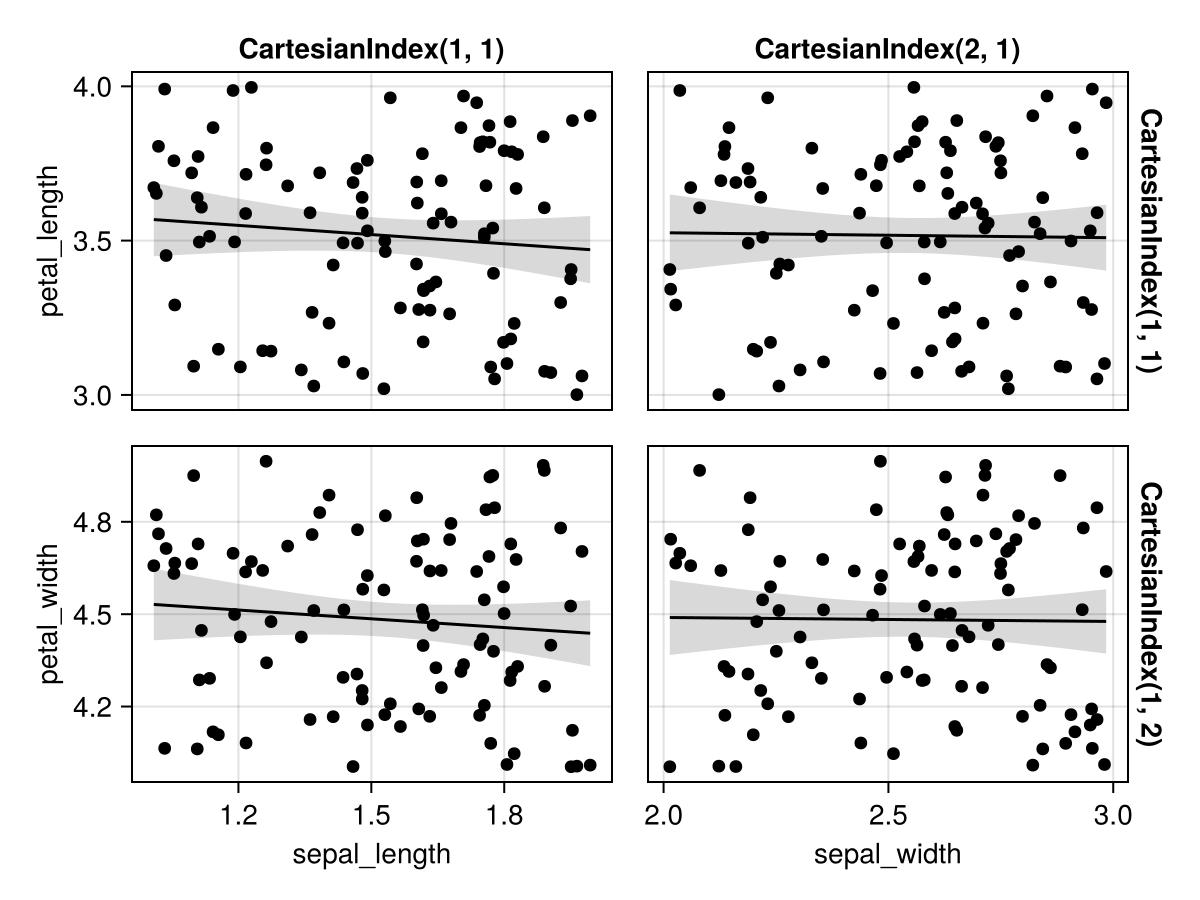 CartesianIndex(1, 1)
CartesianIndex(2, 1)
petal_length
4.0
3.5
3.0
CartesianIndex(1, 1)
petal_width
4.8
4.5
4.2
CartesianIndex(1, 2)
1.2
1.5
1.8
2.0
2.5
3.0
sepal_length
sepal_width